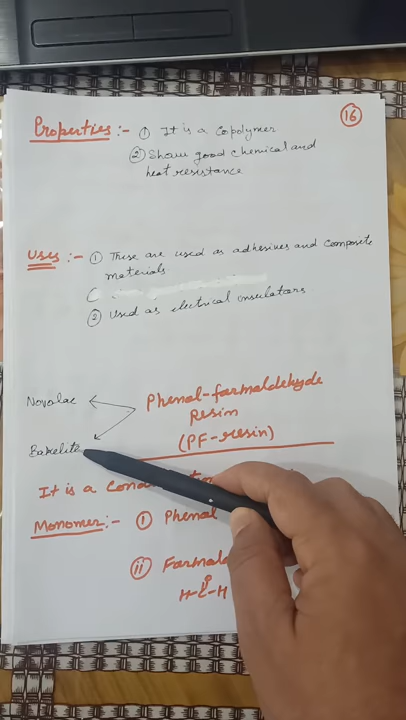 16
Properties :- ① It is a copolymer
② Show good chemical and
heat resistance
Uses :- ① These are used as adhesives and composite
materials.
② Used as electrical insulators
Novolac
Phenol-formaldehyde
Resin
(PF-resin)
Bakelite
It is a
Monomer :- ① Phenol
ⅱ
O
H-C-H